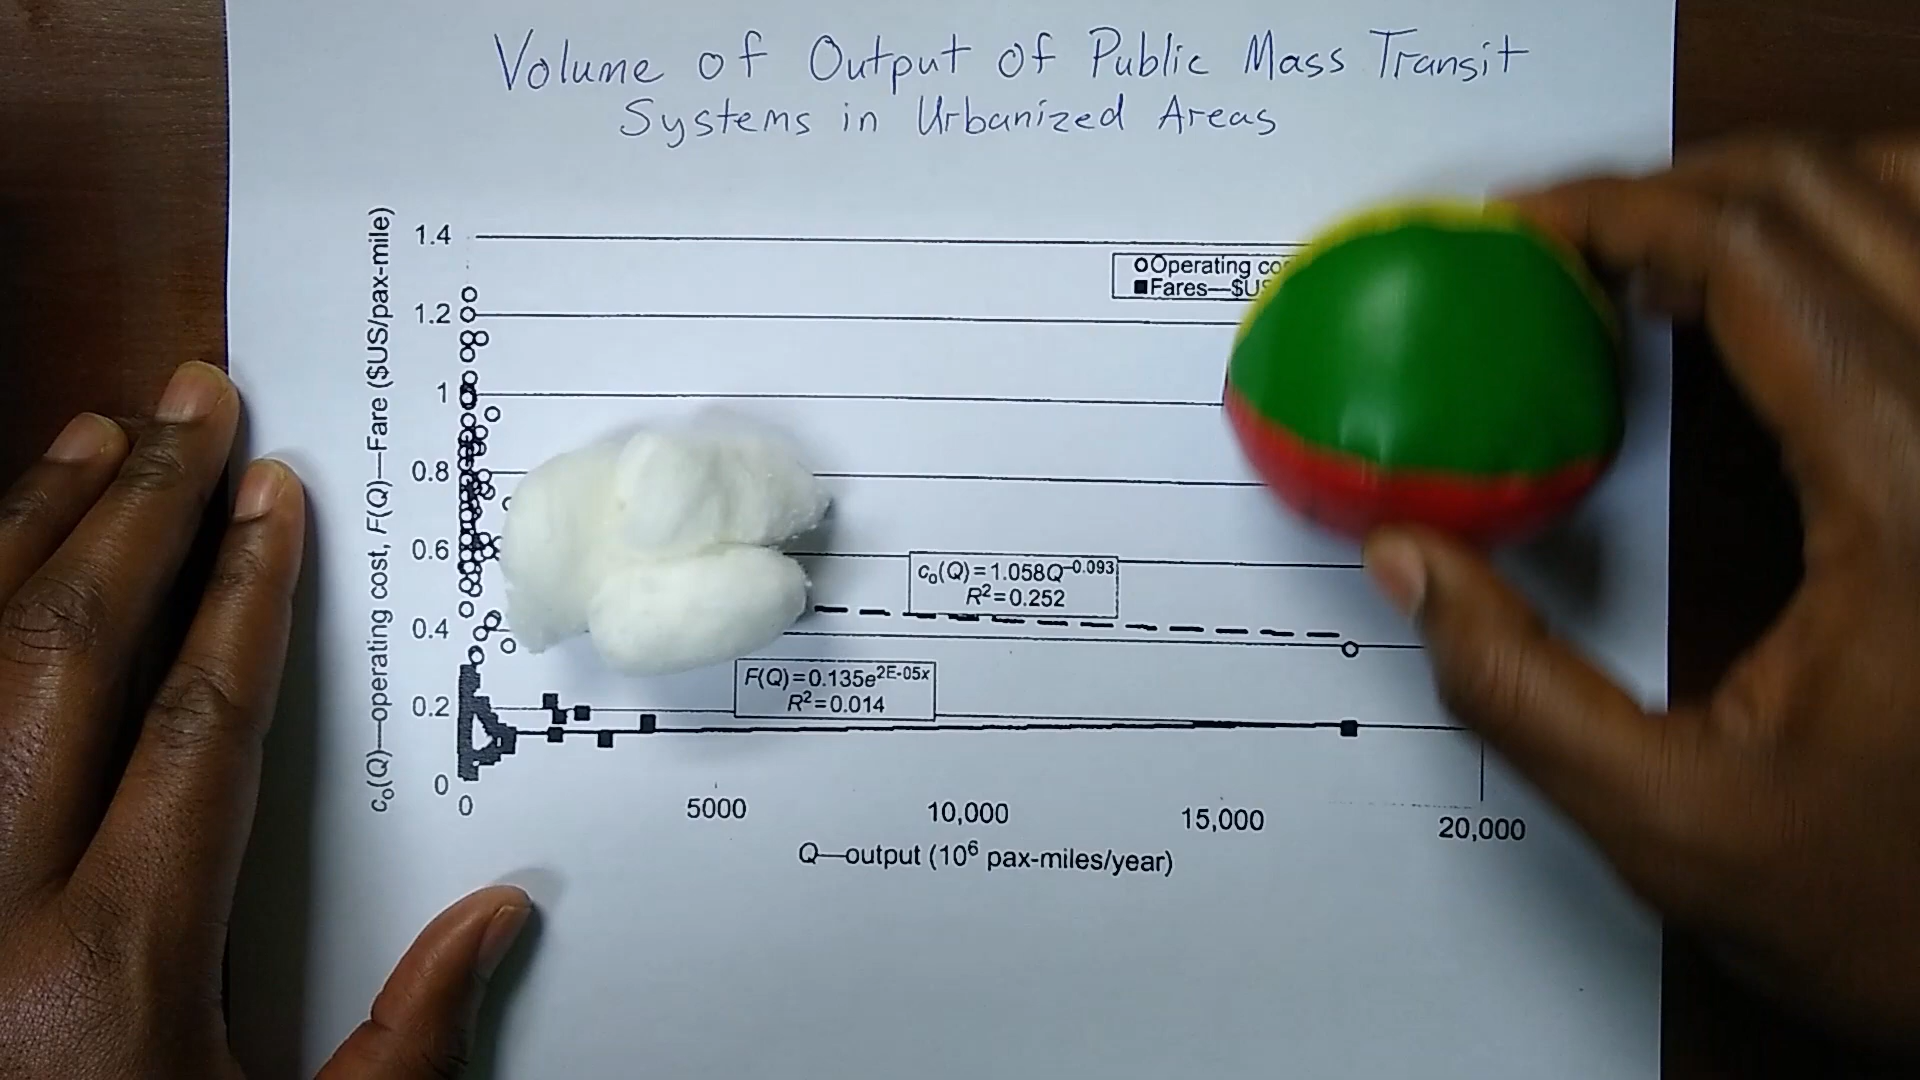 Volume of Output of Public Mass Transit
Systems in Urbanized Areas
c₀(Q)—operating cost, F(Q)—Fare ($US/pax-mile)
1.4
1.2
1
0.8
0.6
0.4
0.2
0
Operating
Fares—$US
c₀(Q)=1.058Q⁻⁰·⁰⁹³
R²=0.252
F(Q)=0.135e²ᴱ⁻⁰⁵ˣ
R²=0.014
0 5000 10,000 15,000 20,000
Q—output (10⁶ pax-miles/year)